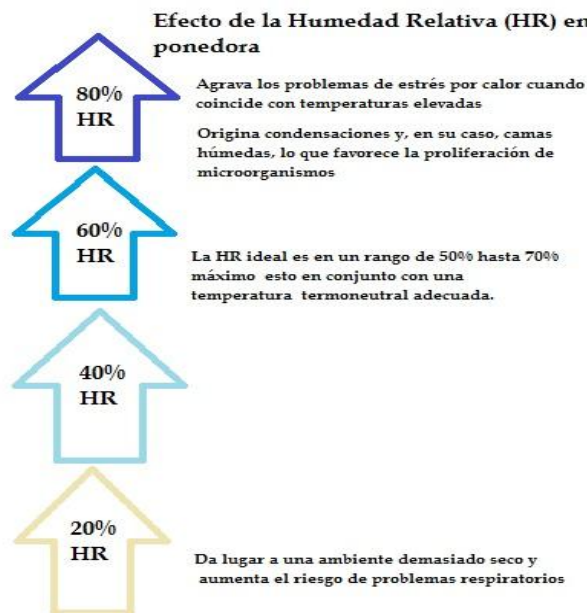 Efecto de la Humedad Relativa (HR) en
ponedora
80%
HR
Agrava los problemas de estrés por calor cuando
coincide con temperaturas elevadas
Origina condensaciones y, en su caso, camas
húmedas, lo que favorece la proliferación de
microorganismos
60%
HR
La HR ideal es en un rango de 50% hasta 70%
máximo esto en conjunto con una
temperatura termoneutral adecuada.
40%
HR
20%
HR
Da lugar a una ambiente demasiado seco y
aumenta el riesgo de problemas respiratorios